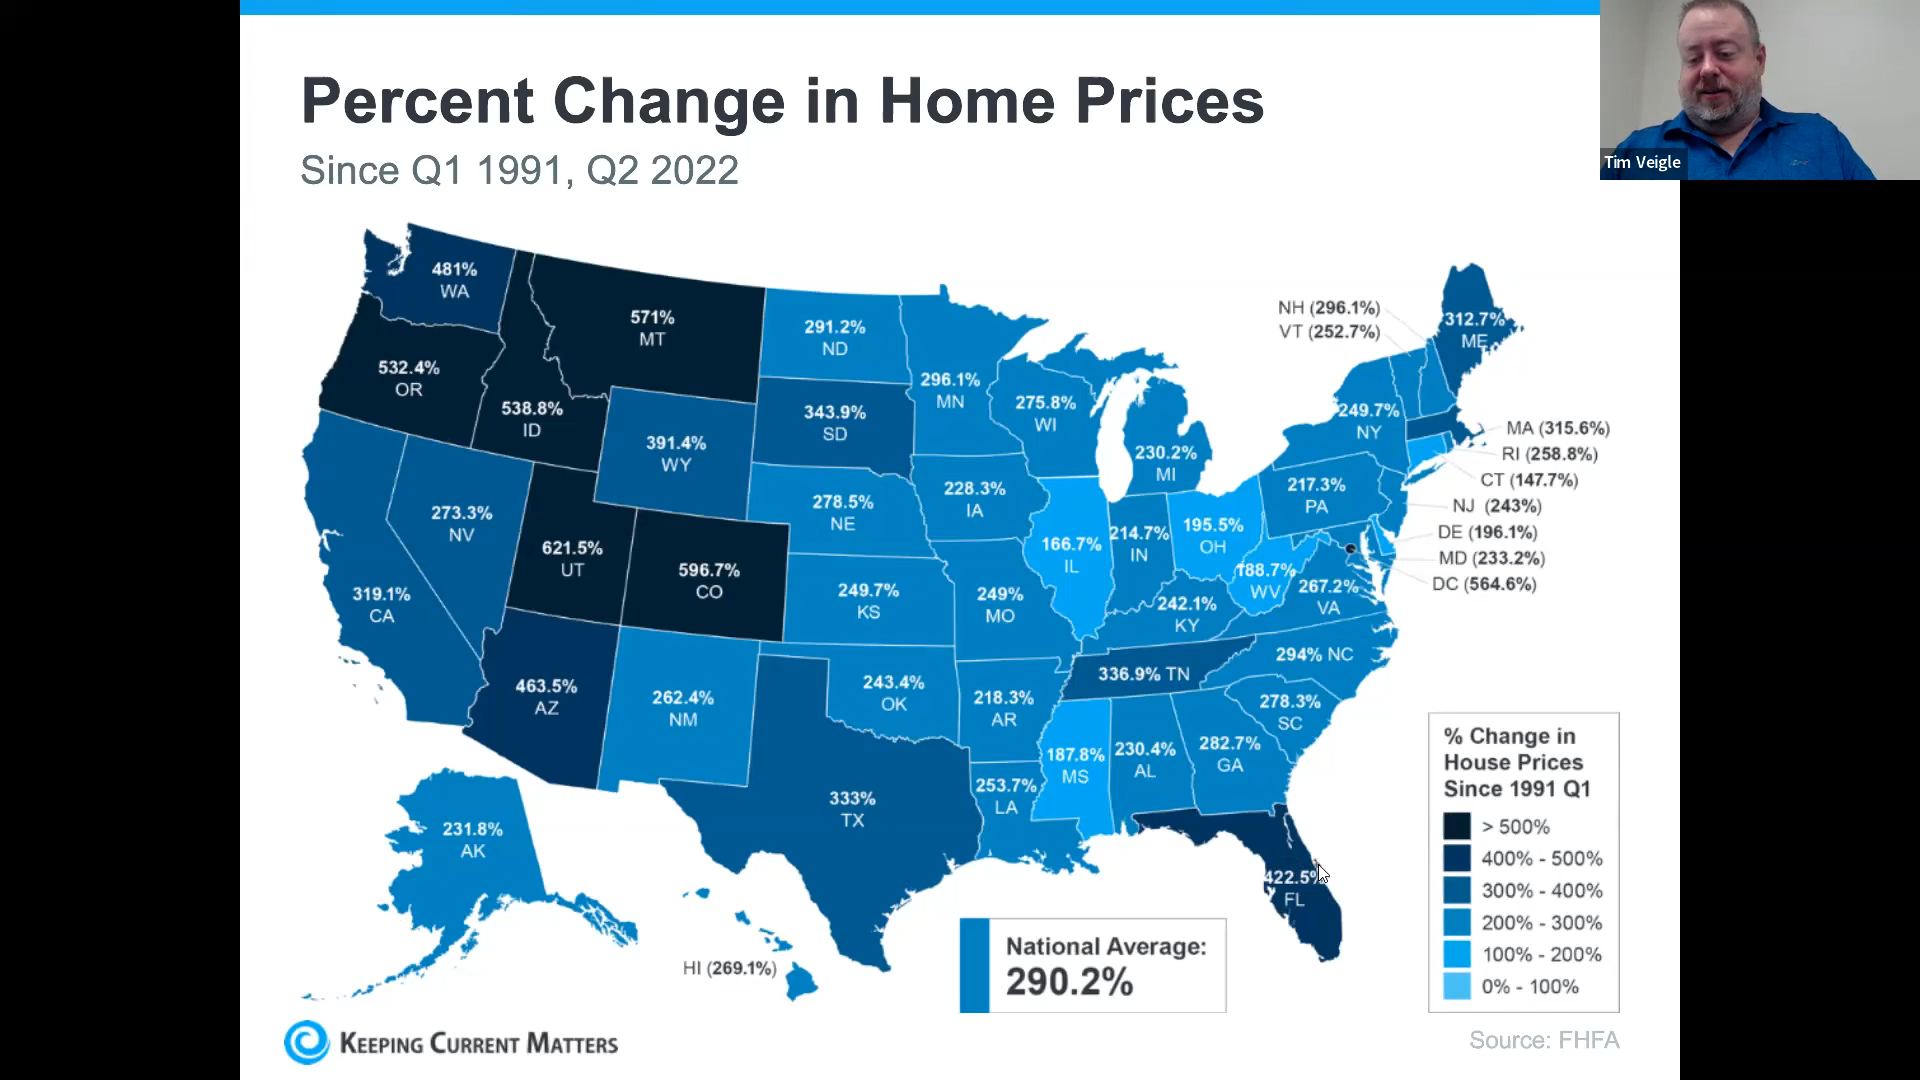 Percent Change in Home Prices
Since Q1 1991, Q2 2022
Tim Veigle
481%
WA
571%
MT
291.2%
ND
NH (296.1%)
VT (252.7%)
312.7%
ME
532.4%
OR
538.8%
ID
391.4%
WY
343.9%
SD
296.1%
MN
275.8%
WI
230.2%
MI
249.7%
NY
MA (315.6%)
RI (258.8%)
CT (147.7%)
NJ (243%)
DE (196.1%)
MD (233.2%)
DC (564.6%)
273.3%
NV
621.5%
UT
596.7%
CO
278.5%
NE
228.3%
IA
166.7%
IL
214.7%
IN
195.5%
OH
217.3%
PA
319.1%
CA
249.7%
KS
249%
MO
242.1%
KY
188.7%
WV
267.2%
VA
463.5%
AZ
262.4%
NM
243.4%
OK
218.3%
AR
336.9% TN
294% NC
278.3%
SC
333%
TX
253.7%
LA
187.8%
MS
230.4%
AL
282.7%
GA
422.5%
FL
231.8%
AK
HI (269.1%)
National Average:
290.2%
% Change in
House Prices
Since 1991 Q1
> 500%
400% - 500%
300% - 400%
200% - 300%
100% - 200%
0% - 100%
KEEPING CURRENT MATTERS
Source: FHFA